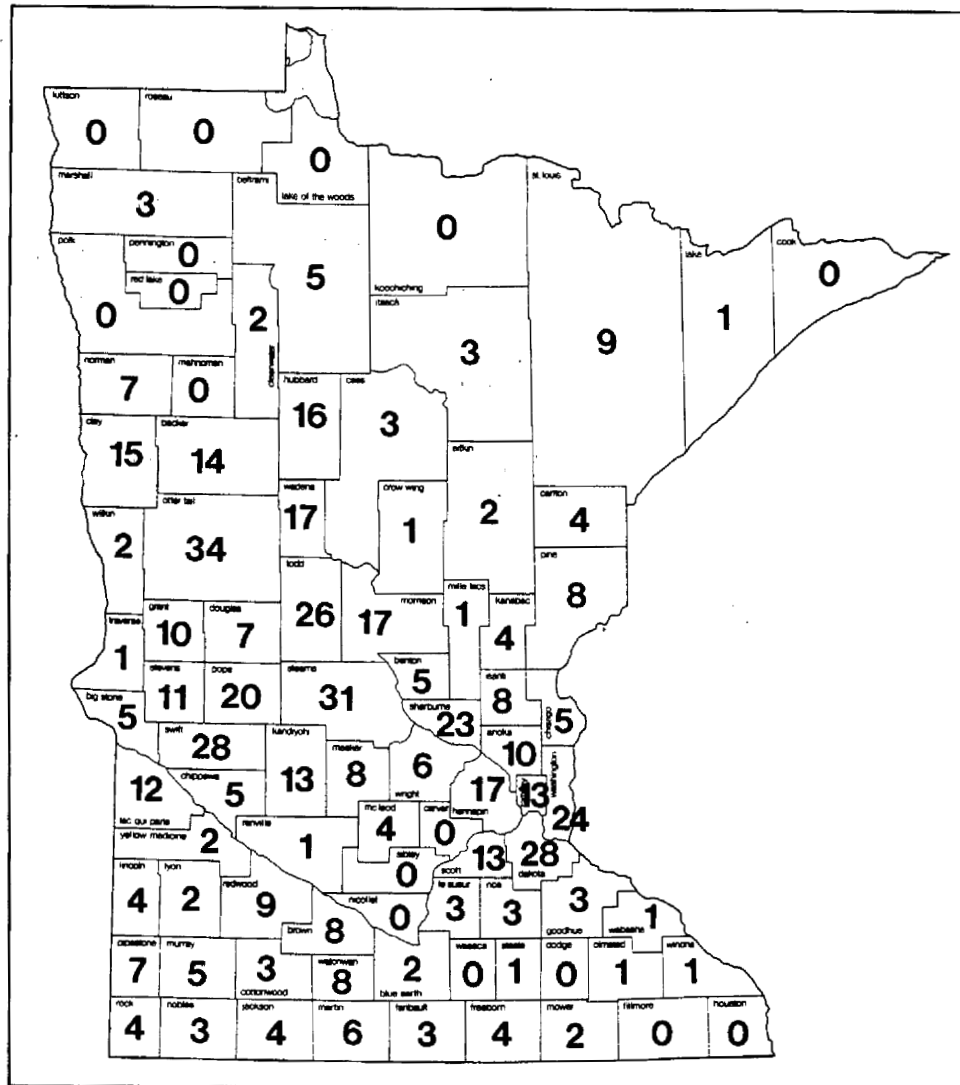 kittson
0
roseau
0
0
lake of the woods
marshall
3
beltrami
5
0
koochiching
st. louis
9
lake
1
cook
0
polk
0
pennington
0
red lake
0
2
clearwater
itasca
3
norman
7
mahnomen
0
hubbard
16
cass
3
clay
15
becker
14
aitkin
2
wadena
17
crow wing
1
carlton
4
wilkin
2
otter tail
34
pine
8
todd
26
morrison
17
mille lacs
1
kanabec
4
grant
10
douglas
7
traverse
1
stevens
11
pope
20
stearns
31
benton
5
isanti
8
chisago
5
big stone
5
sherburne
23
swift
28
kandiyohi
13
meeker
8
6
wright
anoka
10
washington
24
chippewa
5
17
hennepin
13
12
lac qui parle
mc leod
4
carver
0
yellow medicine
2
renville
1
sibley
0
13
scott
28
dakota
lincoln
4
lyon
2
redwood
9
nicollet
0
le sueur
3
rice
3
3
goodhue
1
wabasha
brown
8
pipestone
7
murray
5
3
cottonwood
watonwan
8
2
blue earth
waseca
0
steele
1
dodge
0
olmsted
1
winona
1
rock
4
nobles
3
jackson
4
martin
6
faribault
3
freeborn
4
mower
2
fillmore
0
houston
0